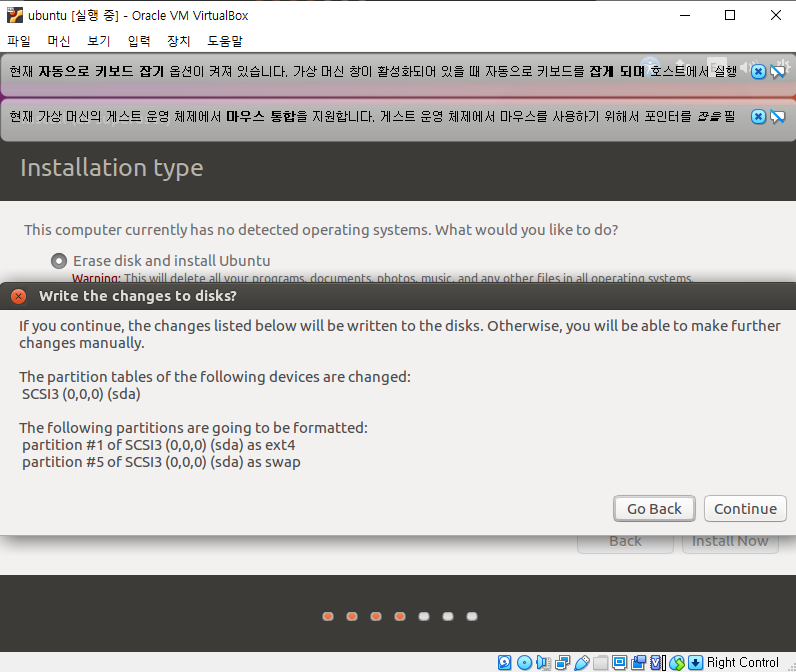 ubuntu [실행 중] - Oracle VM VirtualBox
파일 머신 보기 입력 장치 도움말
현재 자동으로 키보드 잡기 옵션이 켜져 있습니다. 가상 머신 창이 활성화되어 있을 때 자동으로 키보드를 잡게 되며 호스트에서 실행
현재 가상 머신의 게스트 운영 체제에서 마우스 통합을 지원합니다. 게스트 운영 체제에서 마우스를 사용하기 위해서 포인터를 잡을 필
Installation type
This computer currently has no detected operating systems. What would you like to do?
Erase disk and install Ubuntu
Warning: This will delete all your programs, documents, photos, music, and any other files in all operating systems.
Write the changes to disks?
If you continue, the changes listed below will be written to the disks. Otherwise, you will be able to make further
changes manually.
The partition tables of the following devices are changed:
SCSI3 (0,0,0) (sda)
The following partitions are going to be formatted:
partition #1 of SCSI3 (0,0,0) (sda) as ext4
partition #5 of SCSI3 (0,0,0) (sda) as swap
Go Back Continue
Back Install Now
Right Control